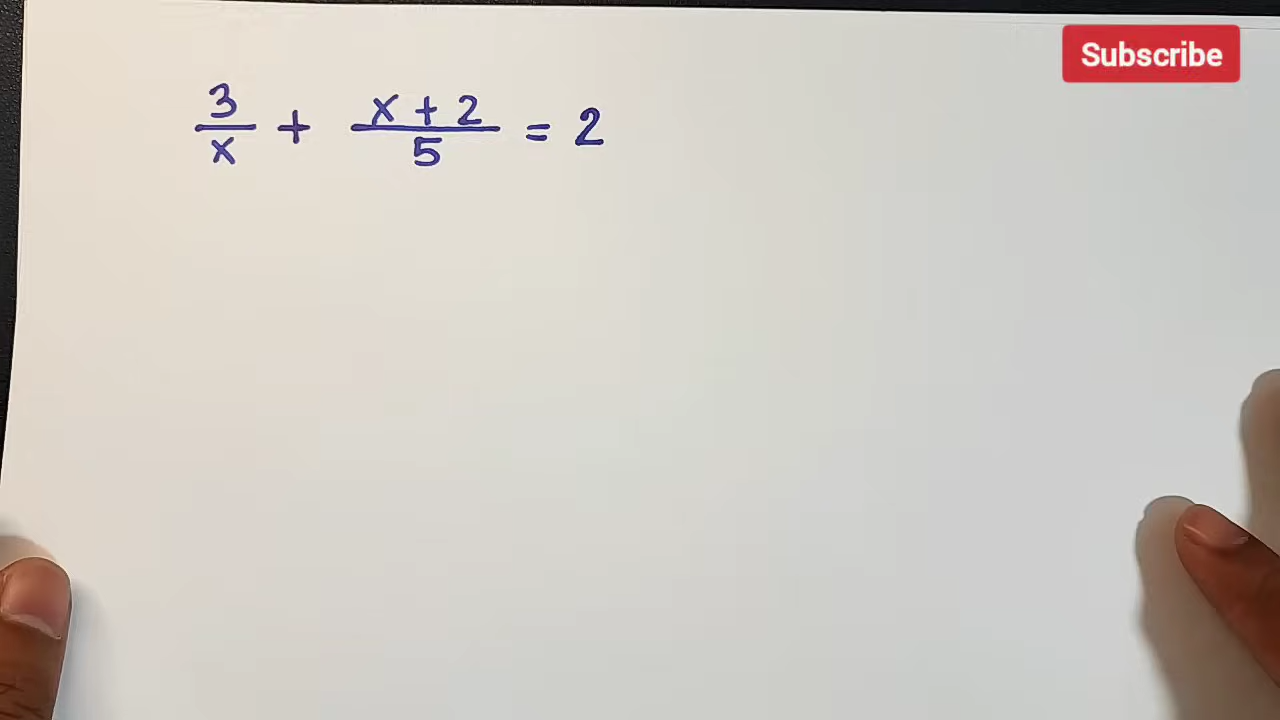 Subscribe
3/x + (x + 2)/5 = 2